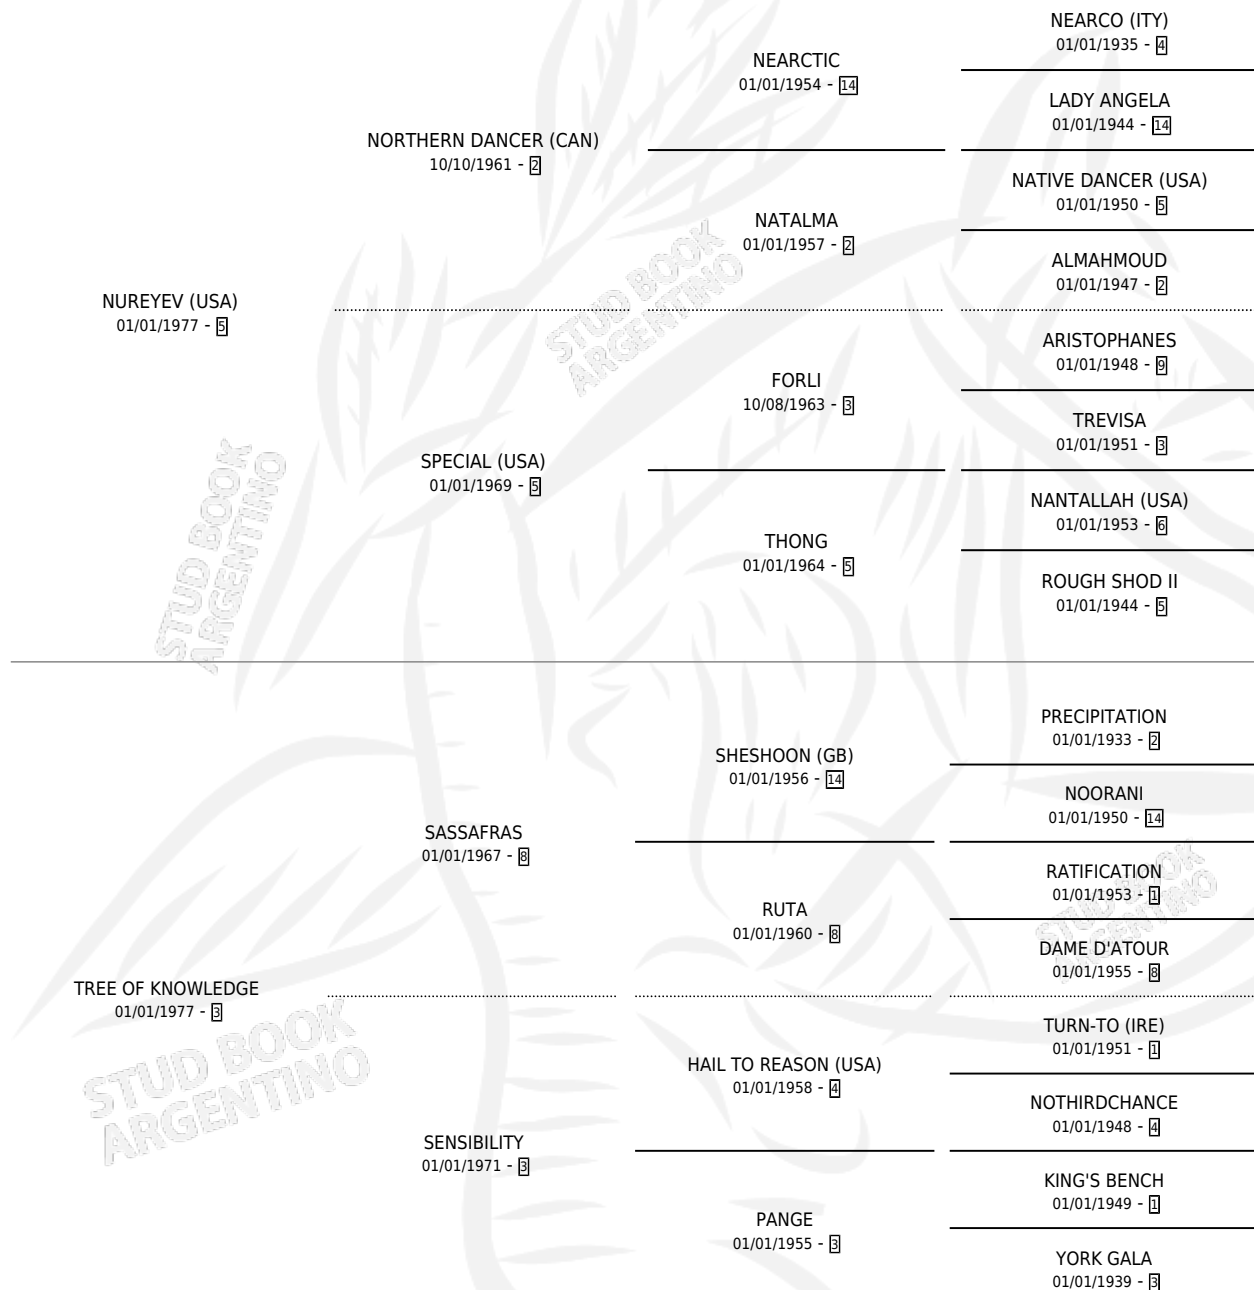 NEARCO (ITY)
01/01/1935 - 4
NEARCTIC
01/01/1954 - 14
LADY ANGELA
01/01/1944 - 14
NORTHERN DANCER (CAN)
10/10/1961 - 2
NATIVE DANCER (USA)
01/01/1950 - 5
NATALMA
01/01/1957 - 2
ALMAHMOUD
01/01/1947 - 2
NUREYEV (USA)
01/01/1977 - 5
ARISTOPHANES
01/01/1948 - 9
FORLI
10/08/1963 - 3
TREVISA
01/01/1951 - 3
SPECIAL (USA)
01/01/1969 - 5
NANTALLAH (USA)
01/01/1953 - 6
THONG
01/01/1964 - 5
ROUGH SHOD II
01/01/1944 - 5
PRECIPITATION
01/01/1933 - 2
SHESHOON (GB)
01/01/1956 - 14
NOORANI
01/01/1950 - 14
SASSAFRAS
01/01/1967 - 8
RATIFICATION
01/01/1953 - 1
RUTA
01/01/1960 - 8
DAME D'ATOUR
01/01/1955 - 8
TREE OF KNOWLEDGE
01/01/1977 - 3
TURN-TO (IRE)
01/01/1951 - 1
HAIL TO REASON (USA)
01/01/1958 - 4
NOTHIRDCHANCE
01/01/1948 - 4
SENSIBILITY
01/01/1971 - 3
KING'S BENCH
01/01/1949 - 1
PANGE
01/01/1955 - 3
YORK GALA
01/01/1939 - 3
STUD BOOK
ARGENTINO
STUD BOOK
ARGENTINO
STUD BOOK
ARGENTINO
STUD BOOK
ARGENTINO